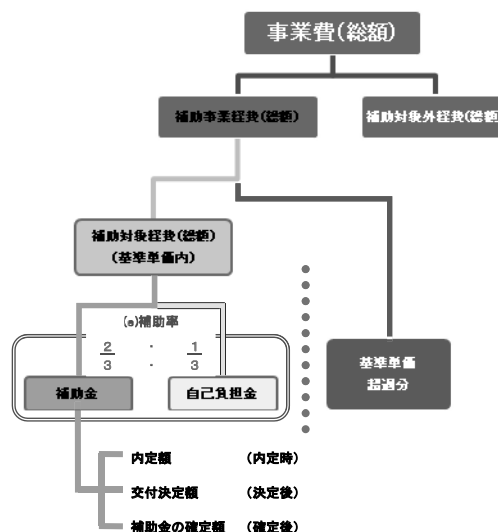 事業費(総額)
補助事業経費(総額)
補助対象外経費(総額)
補助対象経費(総額)
(基準単価内)
(例)補助率
2 ・ 1
3 ・ 3
補助金
自己負担金
基準単価
超過分
内定額 (内定時)
交付決定額 (決定後)
補助金の確定額 (確定後)